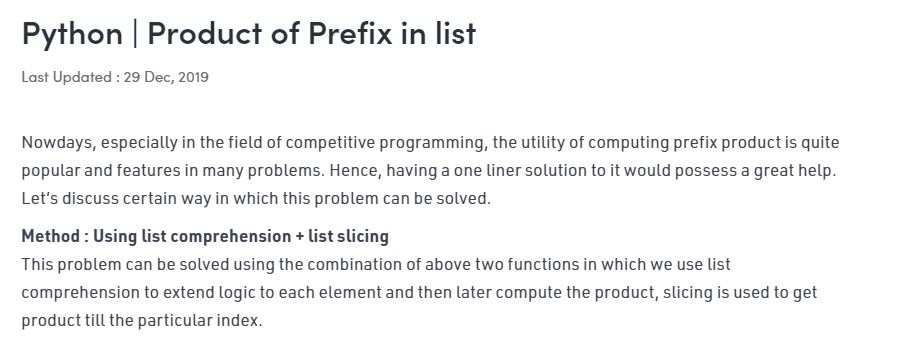 Python | Product of Prefix in list
Last Updated : 29 Dec, 2019
Nowdays, especially in the field of competitive programming, the utility of computing prefix product is quite
popular and features in many problems. Hence, having a one liner solution to it would possess a great help.
Let’s discuss certain way in which this problem can be solved.
Method : Using list comprehension + list slicing
This problem can be solved using the combination of above two functions in which we use list
comprehension to extend logic to each element and then later compute the product, slicing is used to get
product till the particular index.